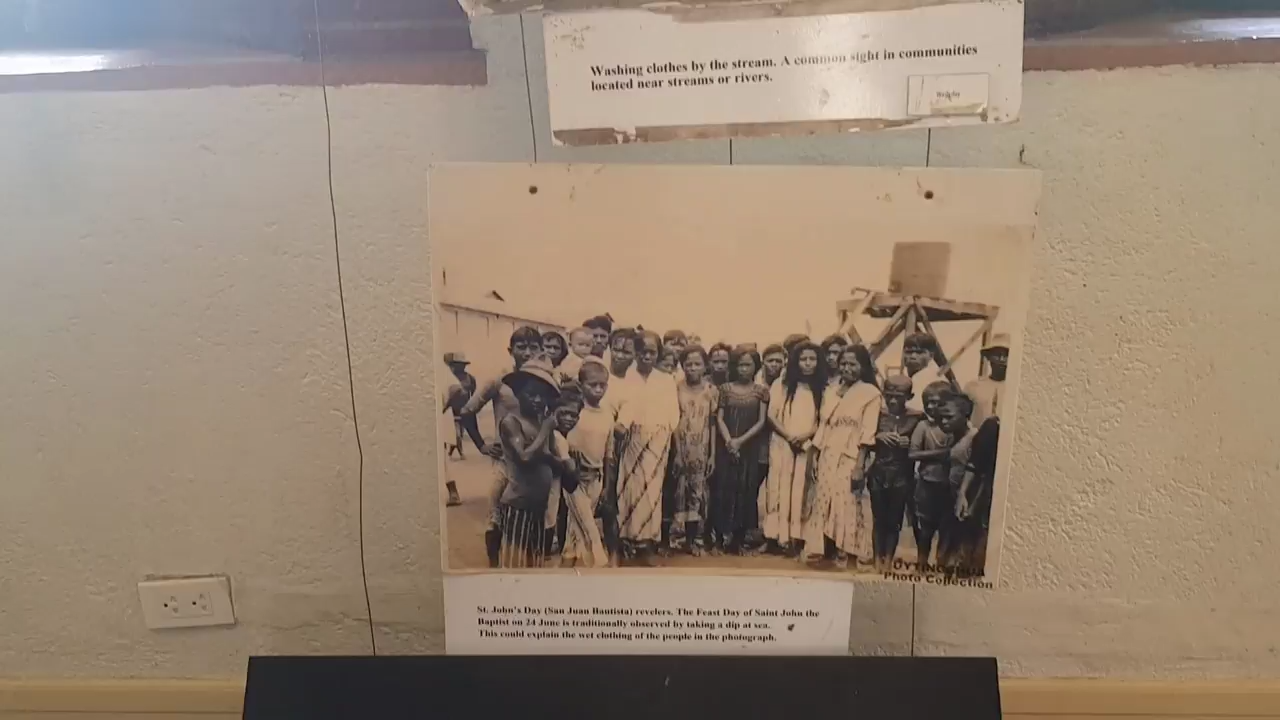 Washing clothes by the stream. A common sight in communities
located near streams or rivers.
Photo Collection
St. John's Day (San Juan Bautista) revelers. The Feast Day of Saint John the
Baptist on 24 June is traditionally observed by taking a dip at sea.
This could explain the wet clothing of the people in the photograph.